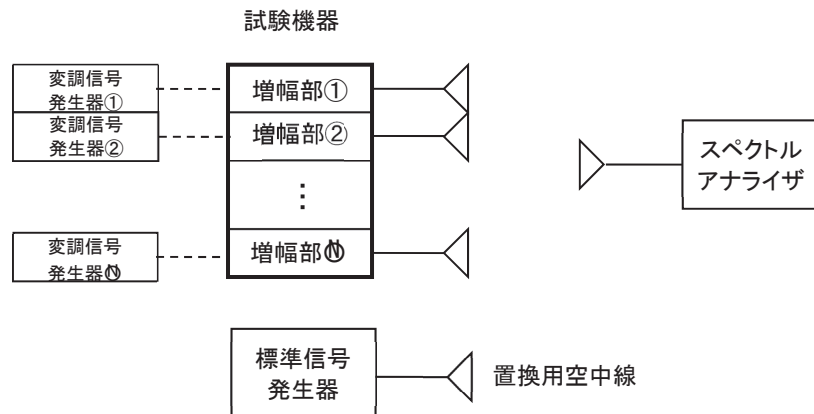 試験機器
変調信号
発生器①
増幅部①
変調信号
発生器②
増幅部②
スペクトル
アナライザ
⋮
変調信号
発生器Ⓝ
増幅部Ⓝ
標準信号
発生器
置換用空中線